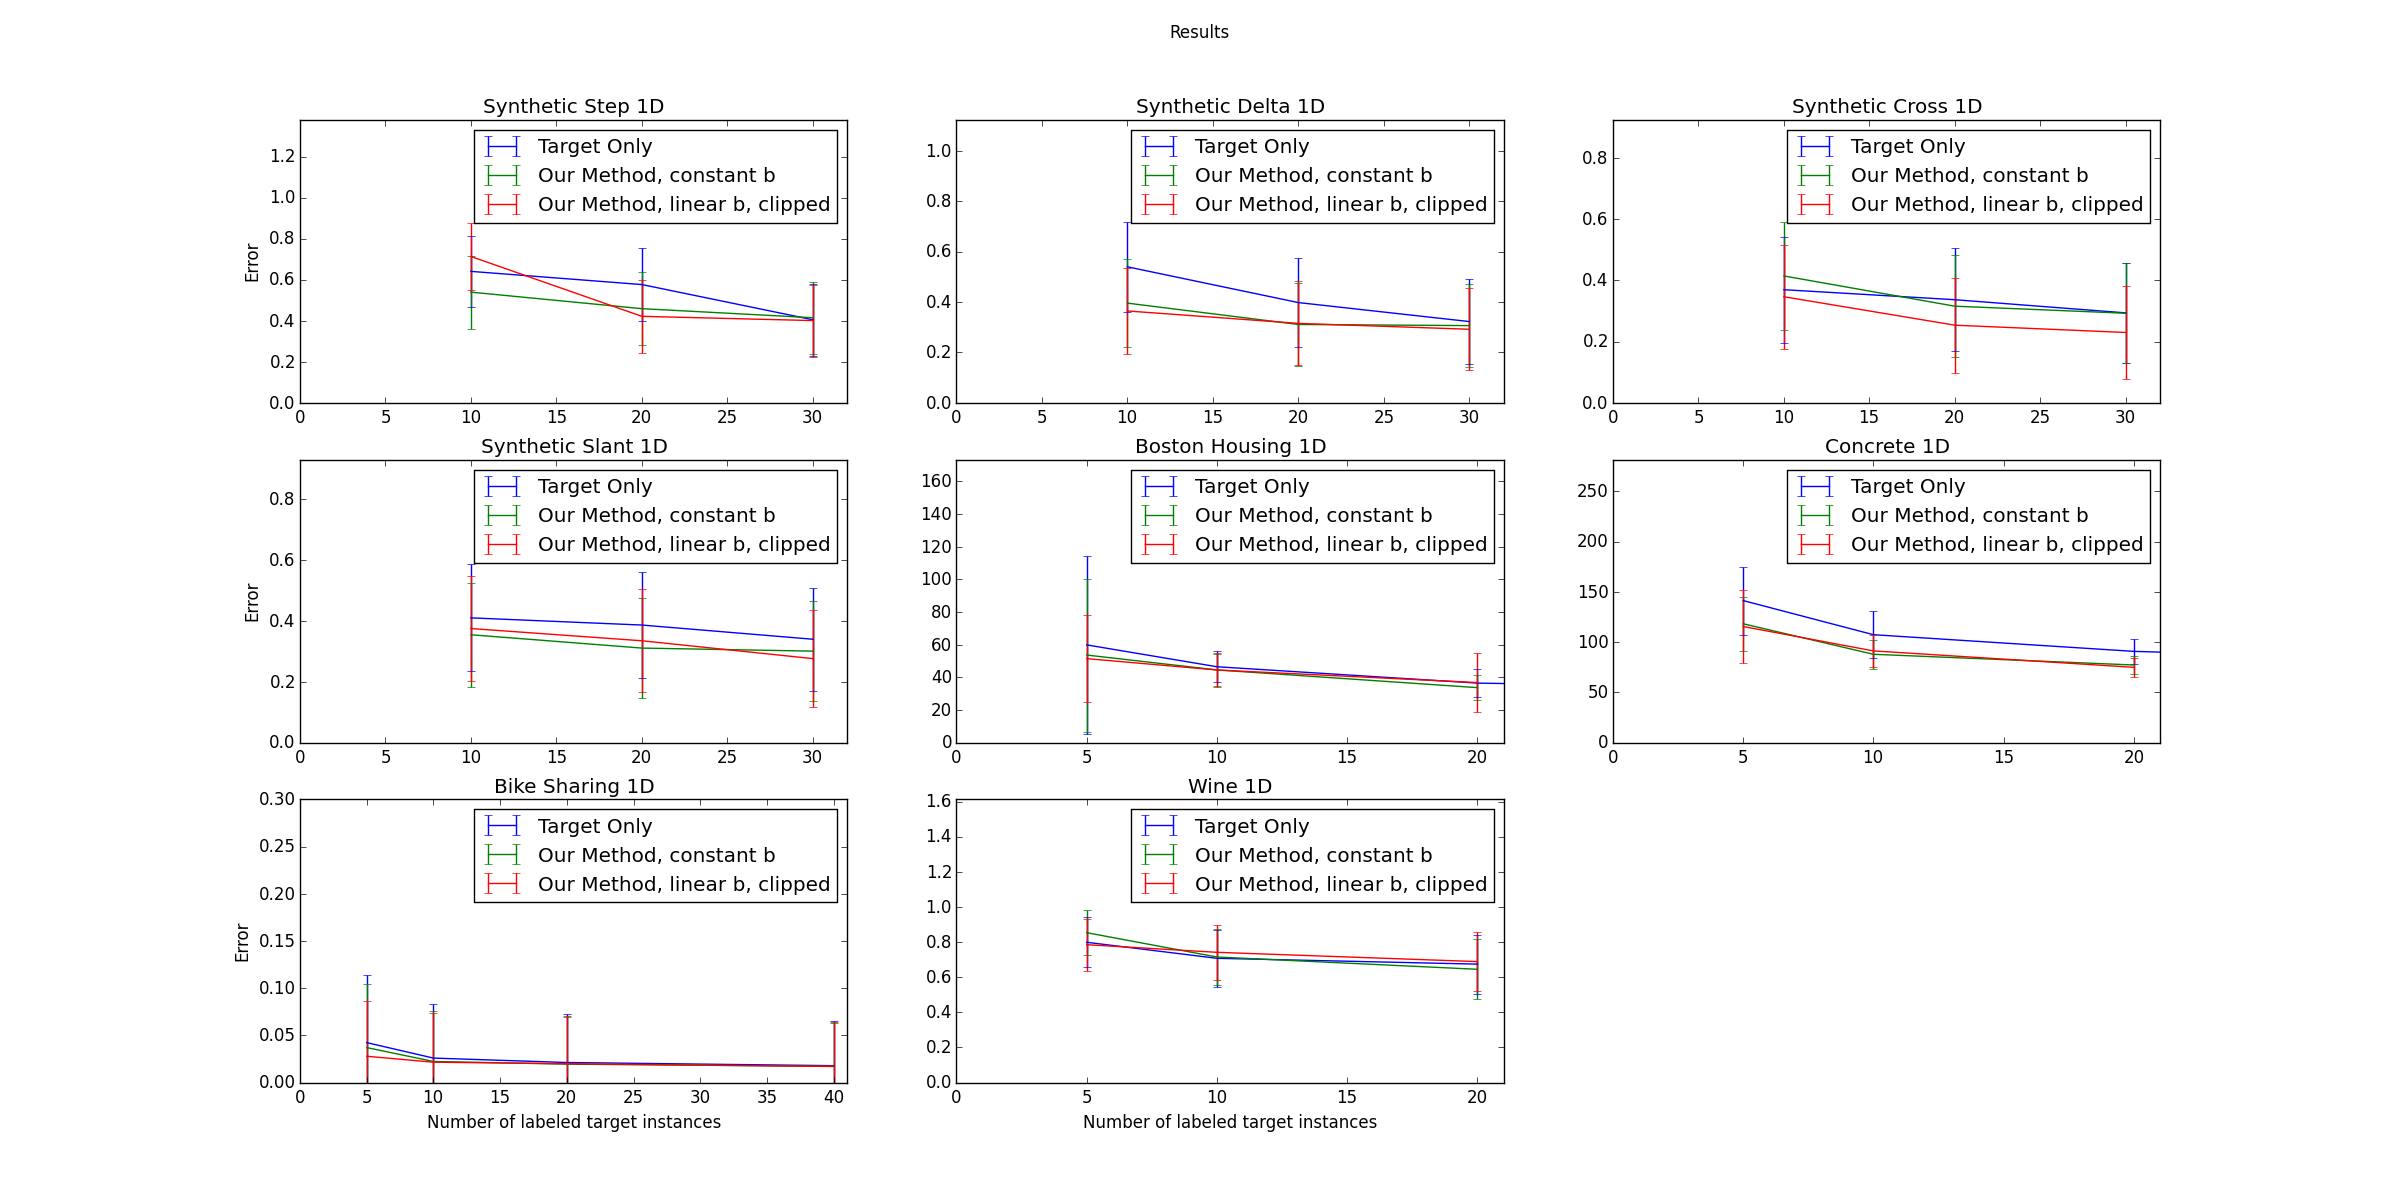 Results
Synthetic Step 1D
Error
1.2
1.0
0.8
0.6
0.4
0.2
0.0
0 5 10 15 20 25 30
Target Only
Our Method, constant b
Our Method, linear b, clipped
Synthetic Delta 1D
1.0
0.8
0.6
0.4
0.2
0.0
0 5 10 15 20 25 30
Target Only
Our Method, constant b
Our Method, linear b, clipped
Synthetic Cross 1D
0.8
0.6
0.4
0.2
0.0
0 5 10 15 20 25 30
Target Only
Our Method, constant b
Our Method, linear b, clipped
Synthetic Slant 1D
Error
0.8
0.6
0.4
0.2
0.0
0 5 10 15 20 25 30
Target Only
Our Method, constant b
Our Method, linear b, clipped
Boston Housing 1D
160
140
120
100
80
60
40
20
0
0 5 10 15 20
Target Only
Our Method, constant b
Our Method, linear b, clipped
Concrete 1D
250
200
150
100
50
0
0 5 10 15 20
Target Only
Our Method, constant b
Our Method, linear b, clipped
Bike Sharing 1D
Error
0.30
0.25
0.20
0.15
0.10
0.05
0.00
0 5 10 15 20 25 30 35 40
Number of labeled target instances
Target Only
Our Method, constant b
Our Method, linear b, clipped
Wine 1D
1.6
1.4
1.2
1.0
0.8
0.6
0.4
0.2
0.0
0 5 10 15 20
Number of labeled target instances
Target Only
Our Method, constant b
Our Method, linear b, clipped